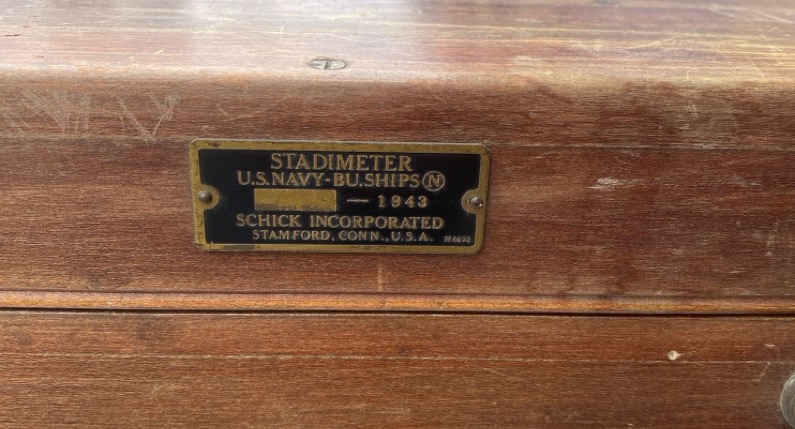 STADIMETER
U.S. NAVY-BU. SHIPS N
— 1943
SCHICK INCORPORATED
STAMFORD, CONN., U.S.A.